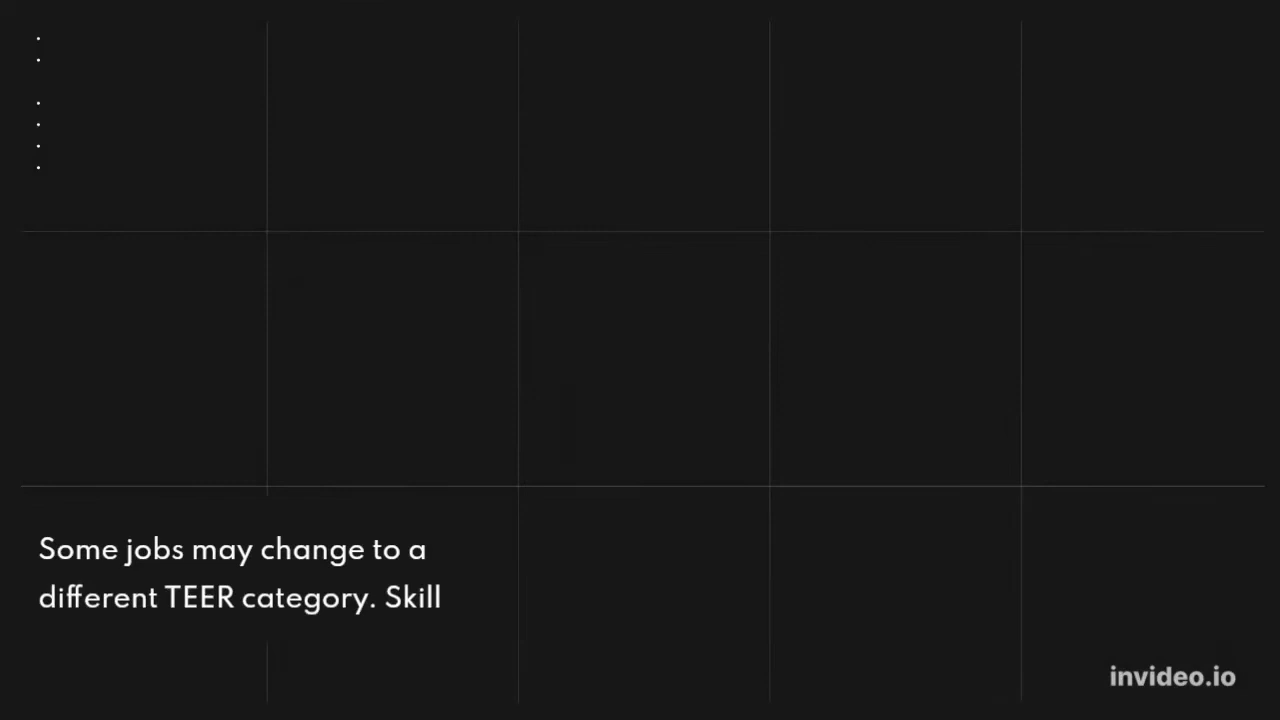 Some jobs may change to a
different TEER category. Skill
invideo.io